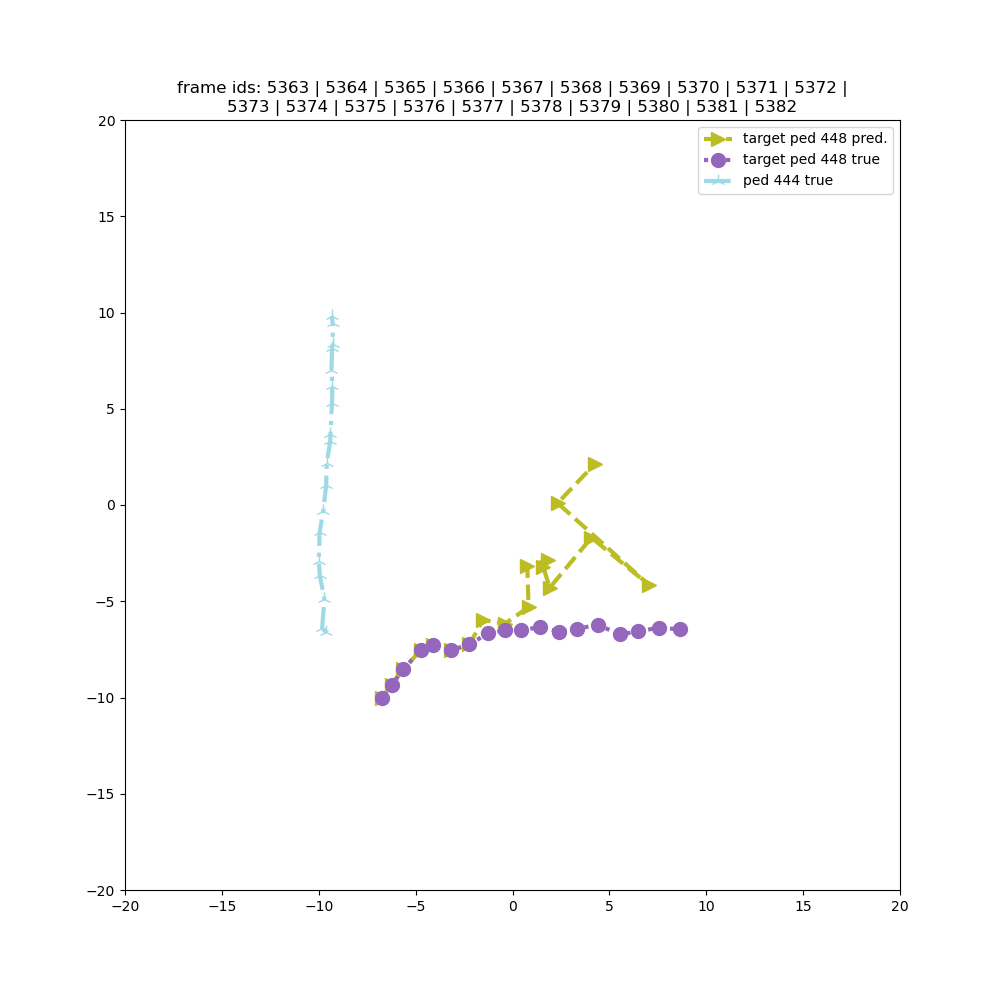 frame ids: 5363 | 5364 | 5365 | 5366 | 5367 | 5368 | 5369 | 5370 | 5371 | 5372 |
5373 | 5374 | 5375 | 5376 | 5377 | 5378 | 5379 | 5380 | 5381 | 5382
target ped 448 pred.
target ped 448 true
ped 444 true
20
15
10
5
0
−5
−10
−15
−20
−20 −15 −10 −5 0 5 10 15 20